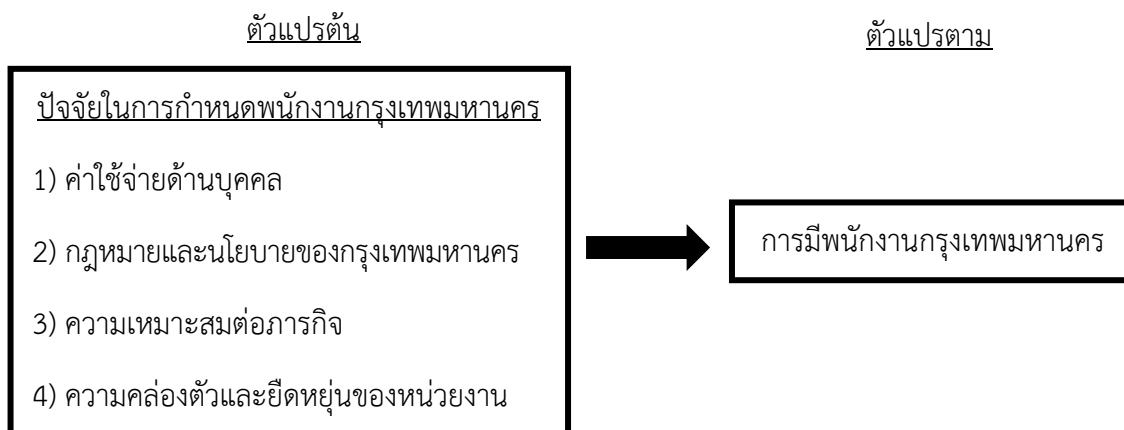 ตัวแปรต้น
ตัวแปรตาม
ปัจจัยในการกำหนดพนักงานกรุงเทพมหานคร
1) ค่าใช้จ่ายด้านบุคคล
2) กฎหมายและนโยบายของกรุงเทพมหานคร
3) ความเหมาะสมต่อภารกิจ
4) ความคล่องตัวและยืดหยุ่นของหน่วยงาน
การมีพนักงานกรุงเทพมหานคร